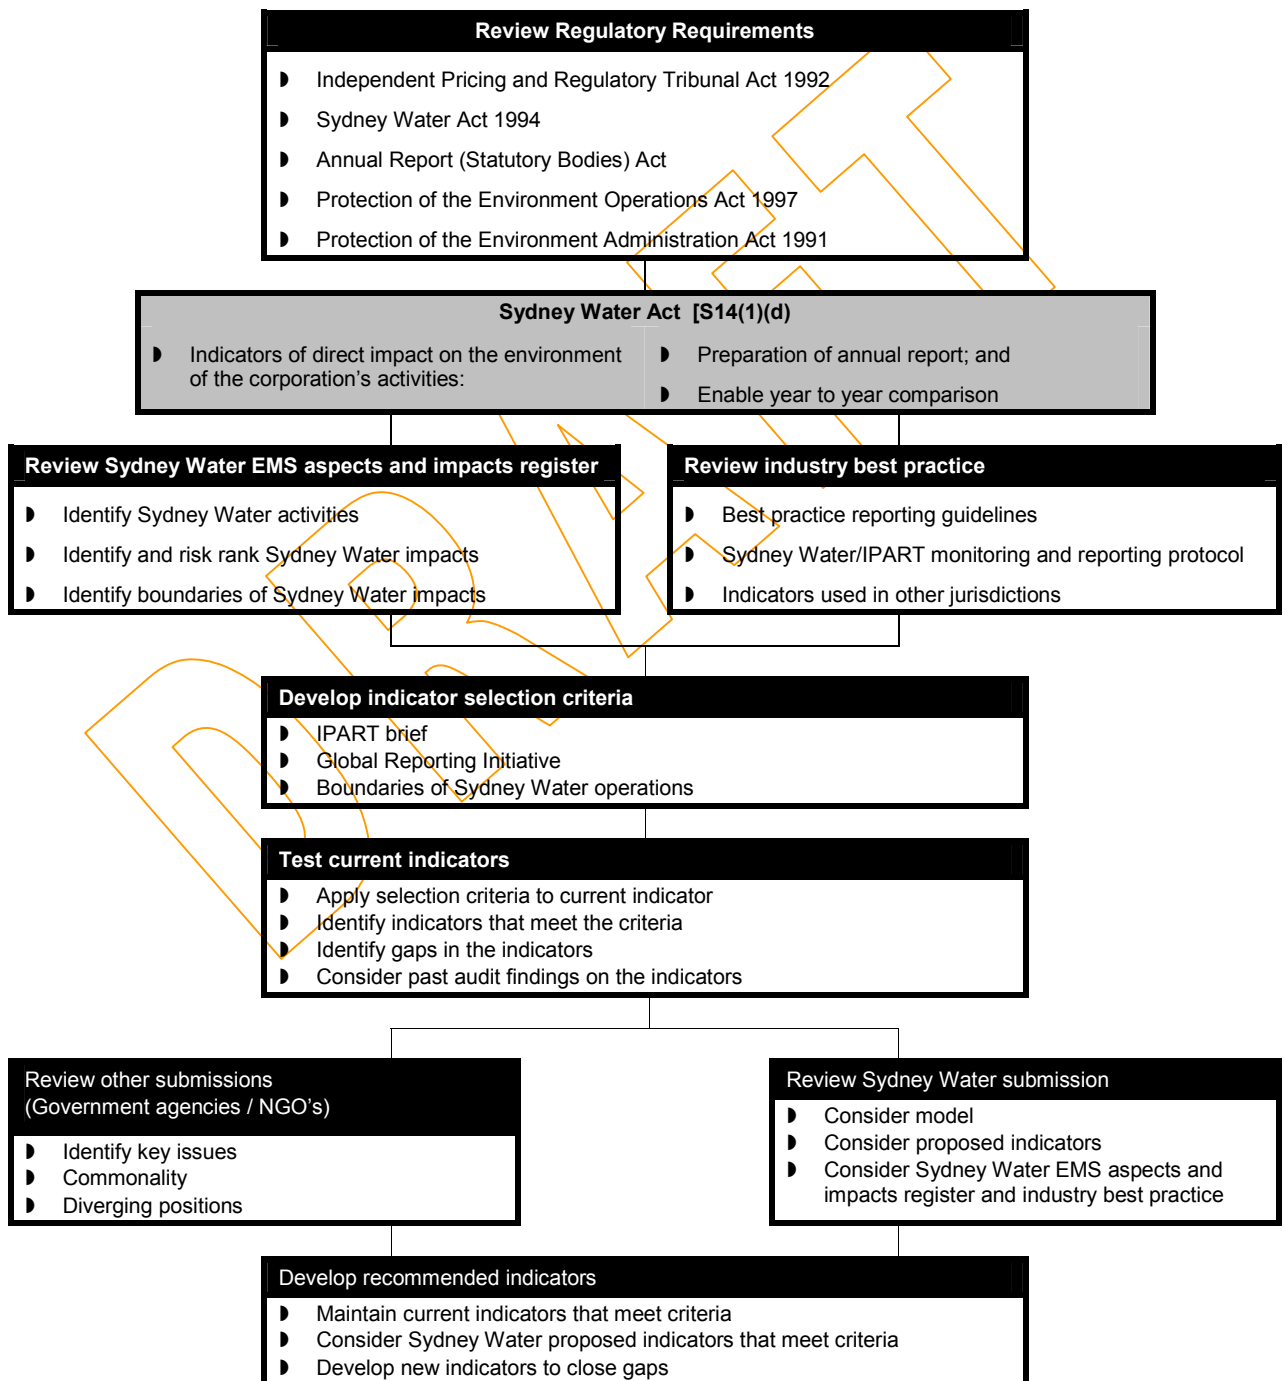 Review Regulatory Requirements
◗ Independent Pricing and Regulatory Tribunal Act 1992
◗ Sydney Water Act 1994
◗ Annual Report (Statutory Bodies) Act
◗ Protection of the Environment Operations Act 1997
◗ Protection of the Environment Administration Act 1991
Sydney Water Act [S14(1)(d)
◗ Indicators of direct impact on the environment
of the corporation’s activities:
◗ Preparation of annual report; and
◗ Enable year to year comparison
Review Sydney Water EMS aspects and impacts register
◗ Identify Sydney Water activities
◗ Identify and risk rank Sydney Water impacts
◗ Identify boundaries of Sydney Water impacts
Review industry best practice
◗ Best practice reporting guidelines
◗ Sydney Water/IPART monitoring and reporting protocol
◗ Indicators used in other jurisdictions
Develop indicator selection criteria
◗ IPART brief
◗ Global Reporting Initiative
◗ Boundaries of Sydney Water operations
Test current indicators
◗ Apply selection criteria to current indicator
◗ Identify indicators that meet the criteria
◗ Identify gaps in the indicators
◗ Consider past audit findings on the indicators
Review other submissions
(Government agencies / NGO’s)
◗ Identify key issues
◗ Commonality
◗ Diverging positions
Review Sydney Water submission
◗ Consider model
◗ Consider proposed indicators
◗ Consider Sydney Water EMS aspects and
impacts register and industry best practice
Develop recommended indicators
◗ Maintain current indicators that meet criteria
◗ Consider Sydney Water proposed indicators that meet criteria
◗ Develop new indicators to close gaps
DRAFT